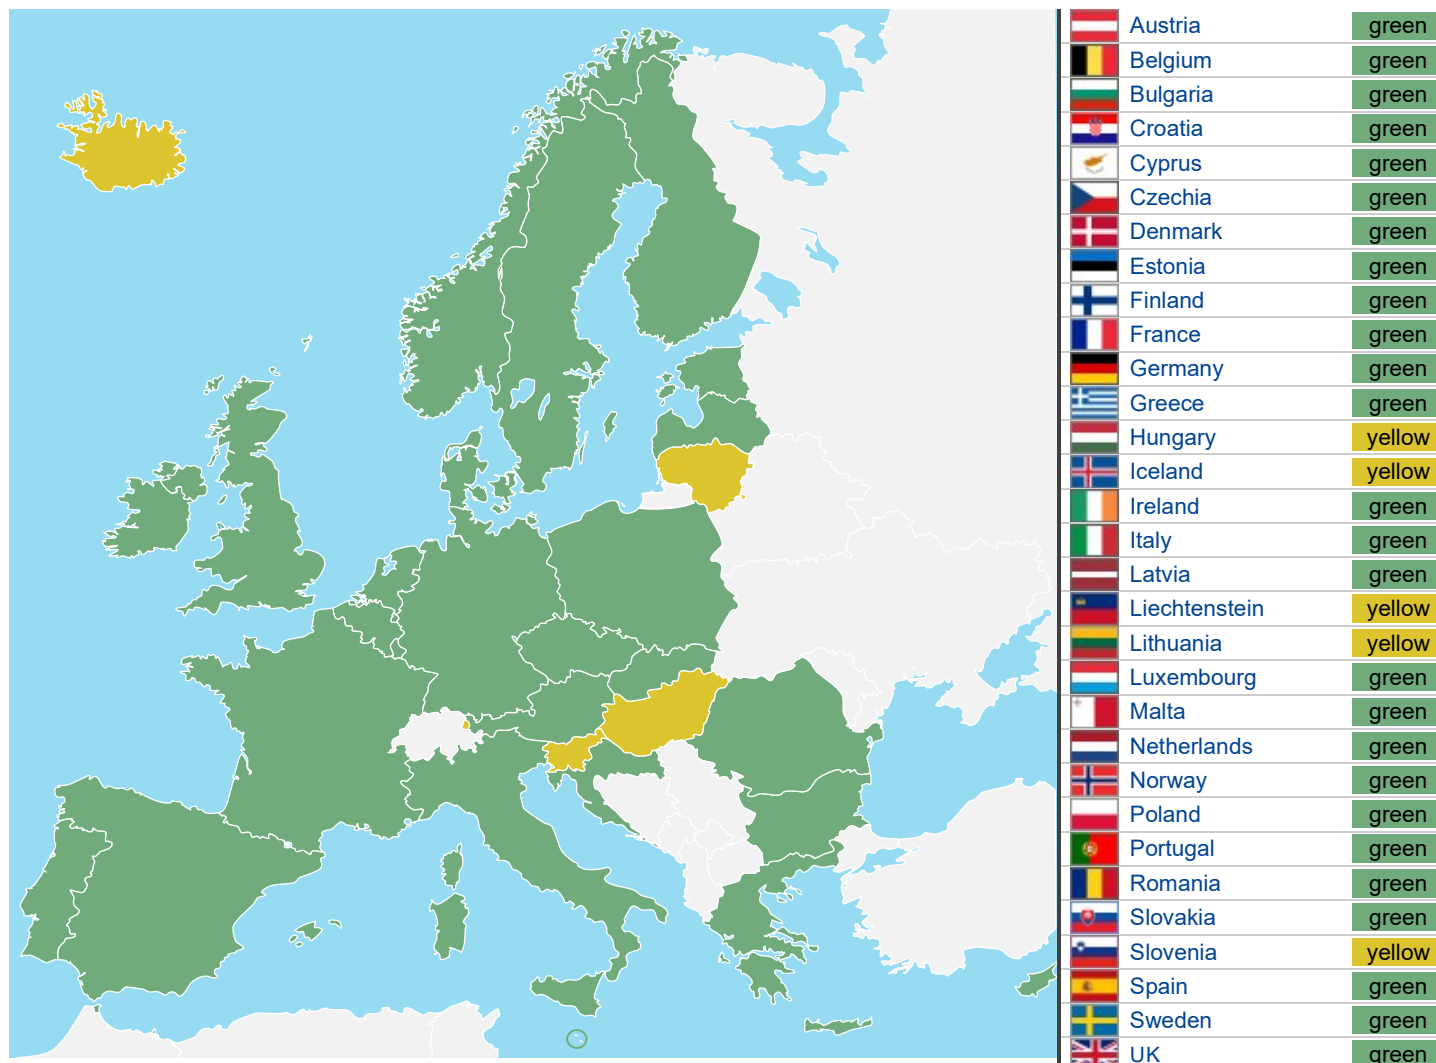 Austria green
Belgium green
Bulgaria green
Croatia green
Cyprus green
Czechia green
Denmark green
Estonia green
Finland green
France green
Germany green
Greece green
Hungary yellow
Iceland yellow
Ireland green
Italy green
Latvia green
Liechtenstein yellow
Lithuania yellow
Luxembourg green
Malta green
Netherlands green
Norway green
Poland green
Portugal green
Romania green
Slovakia green
Slovenia yellow
Spain green
Sweden green
UK green